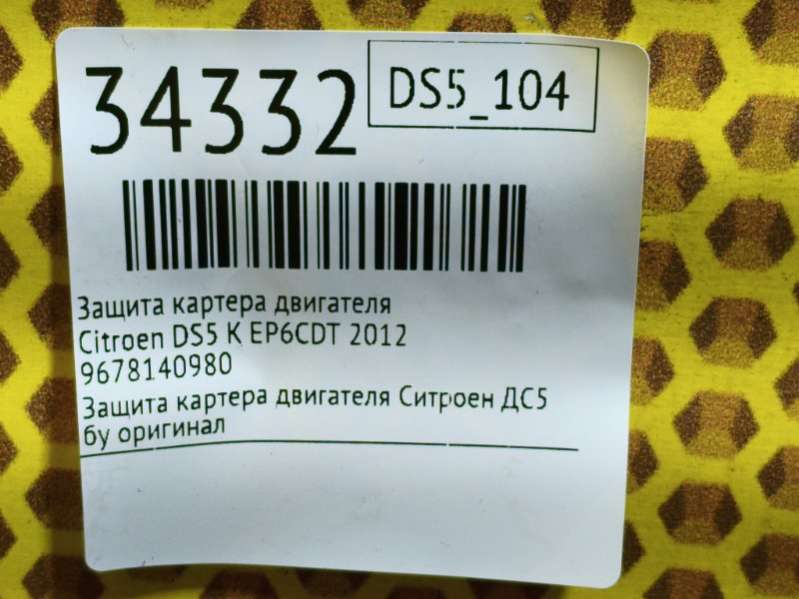 34332
DS5_104
Защита картера двигателя
Citroen DS5 K EP6CDT 2012
9678140980
Защита картера двигателя Ситроен ДС5
бу оригинал